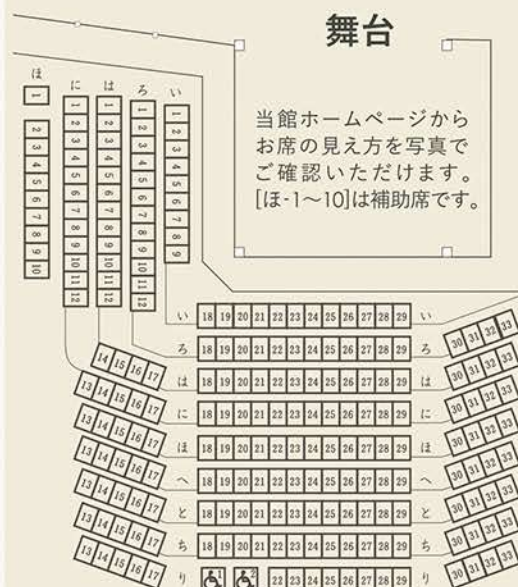 舞台
当館ホームページから
お席の見え方を写真で
ご確認いただけます。
[ほ-1〜10]は補助席です。
ほ 1 2 3 4 5 6 7 8 9 10
に 1 2 3 4 5 6 7 8 9 10 11 12
は 1 2 3 4 5 6 7 8 9 10 11 12
ろ 1 2 3 4 5 6 7 8 9 10 11 12
い 1 2 3 4 5 6 7 8 9
い 18 19 20 21 22 23 24 25 26 27 28 29 い
ろ 18 19 20 21 22 23 24 25 26 27 28 29 ろ 30 31 32 33
14 15 16 17 は 18 19 20 21 22 23 24 25 26 27 28 29 は 30 31 32 33
13 14 15 16 17 に 18 19 20 21 22 23 24 25 26 27 28 29 に 30 31 32 33
13 14 15 16 17 ほ 18 19 20 21 22 23 24 25 26 27 28 29 ほ 30 31 32 33
13 14 15 16 17 へ 18 19 20 21 22 23 24 25 26 27 28 29 へ 30 31 32 33
13 14 15 16 17 と 18 19 20 21 22 23 24 25 26 27 28 29 と 30 31 32 33
13 14 15 16 17 ち 18 19 20 21 22 23 24 25 26 27 28 29 ち 30 31 32 33
13 14 15 16 17 り 1 2 22 23 24 25 26 27 28 29 り 30 31 32 33